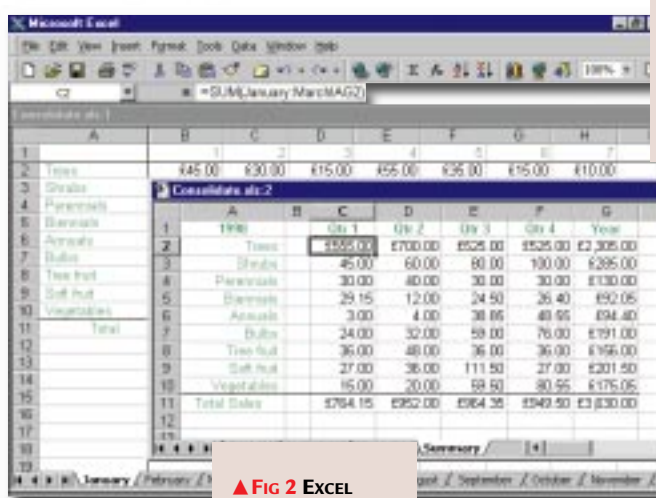 Microsoft Excel
File Edit View Insert Format Tools Data Window Help
100%
C2 =SUM(January:March!AG2)
Consolidate.xls:1
A B C D E F G H
1 1 2 3 4 5 6 7
2 Trees £45.00 £30.00 £15.00 £55.00 £35.00 £15.00 £10.00
3 Shrubs
4 Perennials
5 Biennials
6 Annuals
7 Bulbs
8 Tree fruit
9 Soft fruit
10 Vegetables
11 Total
12
13
14
15
16
17
18
19
January February
Consolidate.xls:2
A B C D E F G
1 1998 Qtr 1 Qtr 2 Qtr 3 Qtr 4 Year
2 Trees £700.00 £525.00 £525.00
3 Shrubs 45.00 60.00 80.00 100.00 £285.00
4 Perennials 30.00 40.00 30.00 30.00 £130.00
5 Biennials 29.15 12.00 24.50 26.40 £92.05
6 Annuals 3.00 4.00 £94.40
7 Bulbs 24.00 32.00 59.00 76.00 £191.00
8 Tree fruit 36.00 48.00 36.00 36.00 £156.00
9 Soft fruit 27.00 36.00 111.50 27.00 £201.50
10 Vegetables 15.00 20.00 59.50 80.55 £175.05
11 Total Sales £764.15 £952.00 £964.35 £949.50 £3,630.00
12
Summary
August September October November
▲ FIG 2 EXCEL